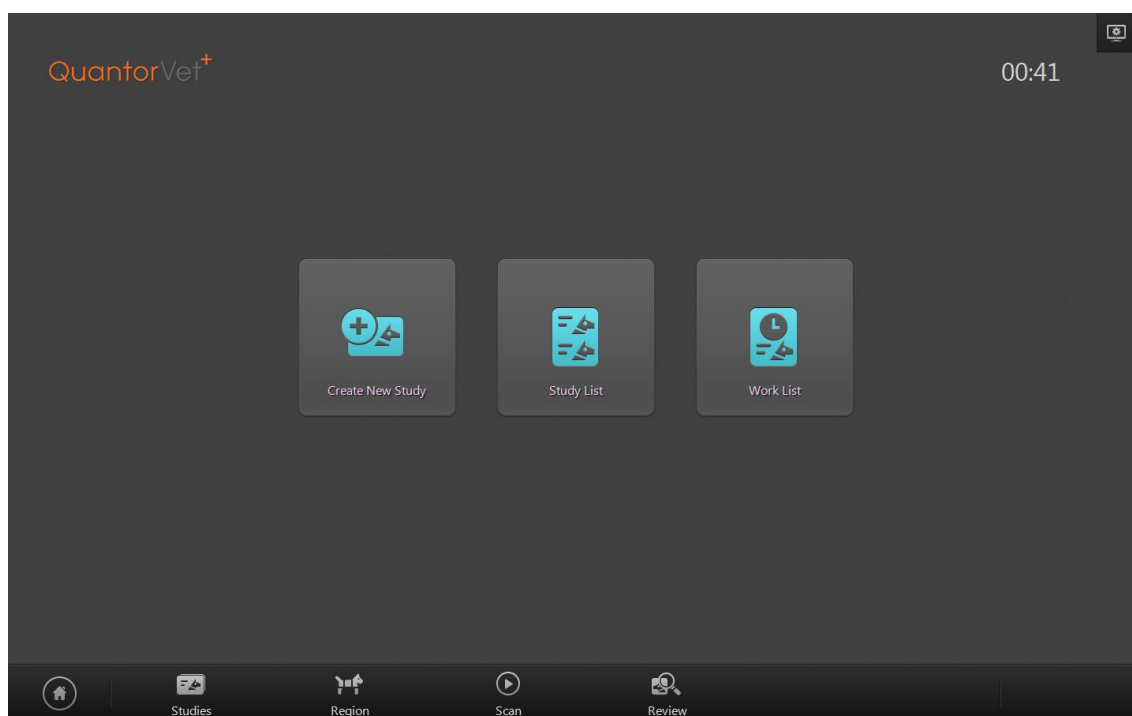 QuantorVet+
00:41
Create New Study
Study List
Work List
Studies
Region
Scan
Review